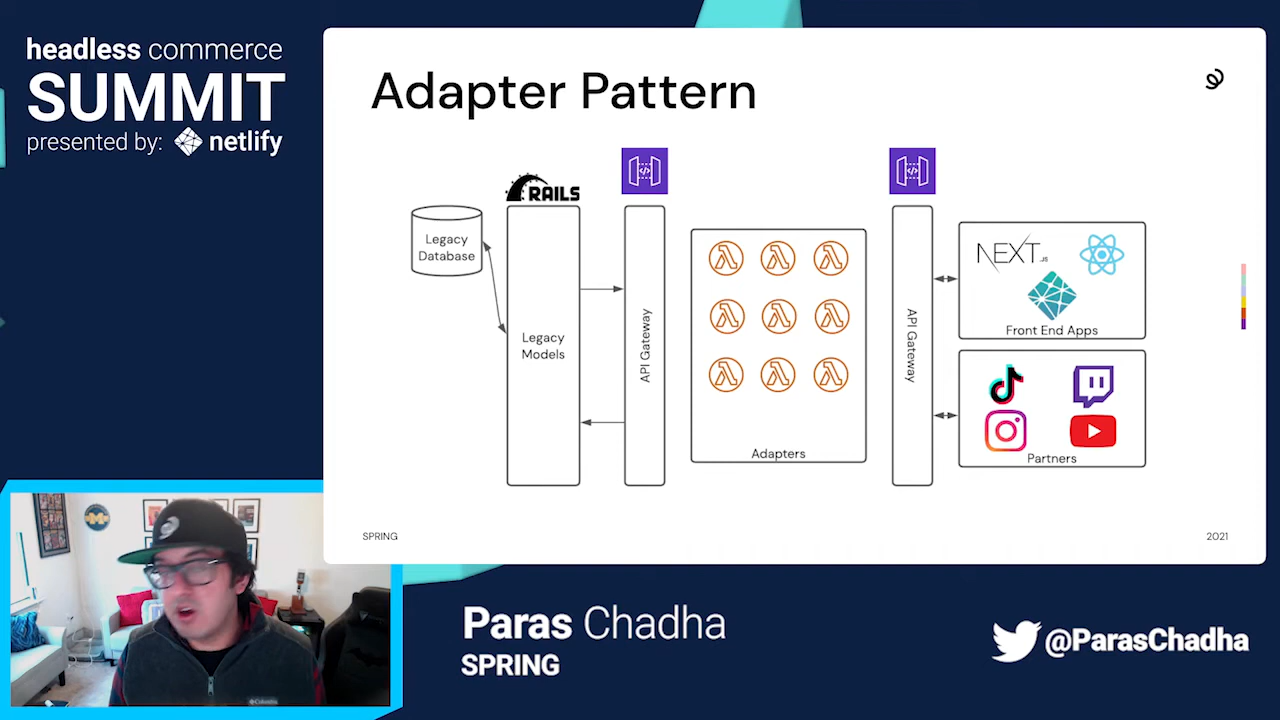 headless commerce
SUMMIT
presented by: netlify
Adapter Pattern
RAILS
Legacy
Database
Legacy
Models
API Gateway
Adapters
API Gateway
NEXT.JS
Front End Apps
Partners
SPRING
2021
Paras Chadha
SPRING
@ParasChadha
Columbia